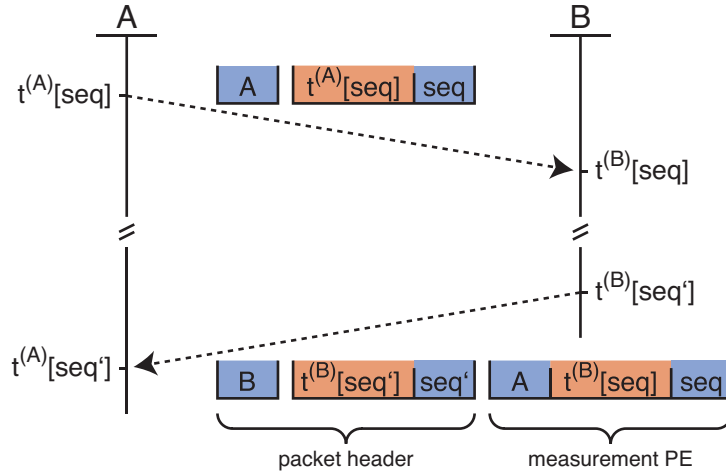 A B
t(A)[seq] A t(A)[seq] seq
t(B)[seq]
t(B)[seq‘]
t(A)[seq‘] B t(B)[seq‘] seq‘ A t(B)[seq] seq
packet header measurement PE